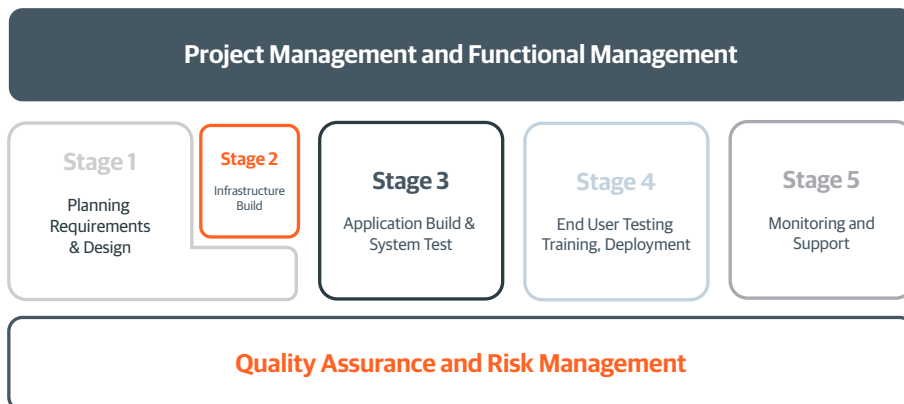 Project Management and Functional Management
Stage 1
Planning
Requirements
& Design
Stage 2
Infrastructure
Build
Stage 3
Application Build &
System Test
Stage 4
End User Testing
Training, Deployment
Stage 5
Monitoring and
Support
Quality Assurance and Risk Management